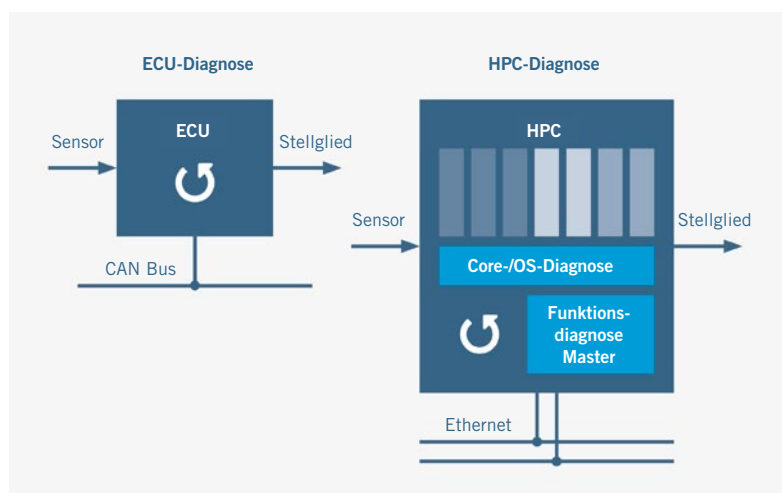 ECU-Diagnose
HPC-Diagnose
ECU
Sensor
Stellglied
CAN Bus
HPC
Sensor
Stellglied
Core-/OS-Diagnose
Funktions-
diagnose
Master
Ethernet